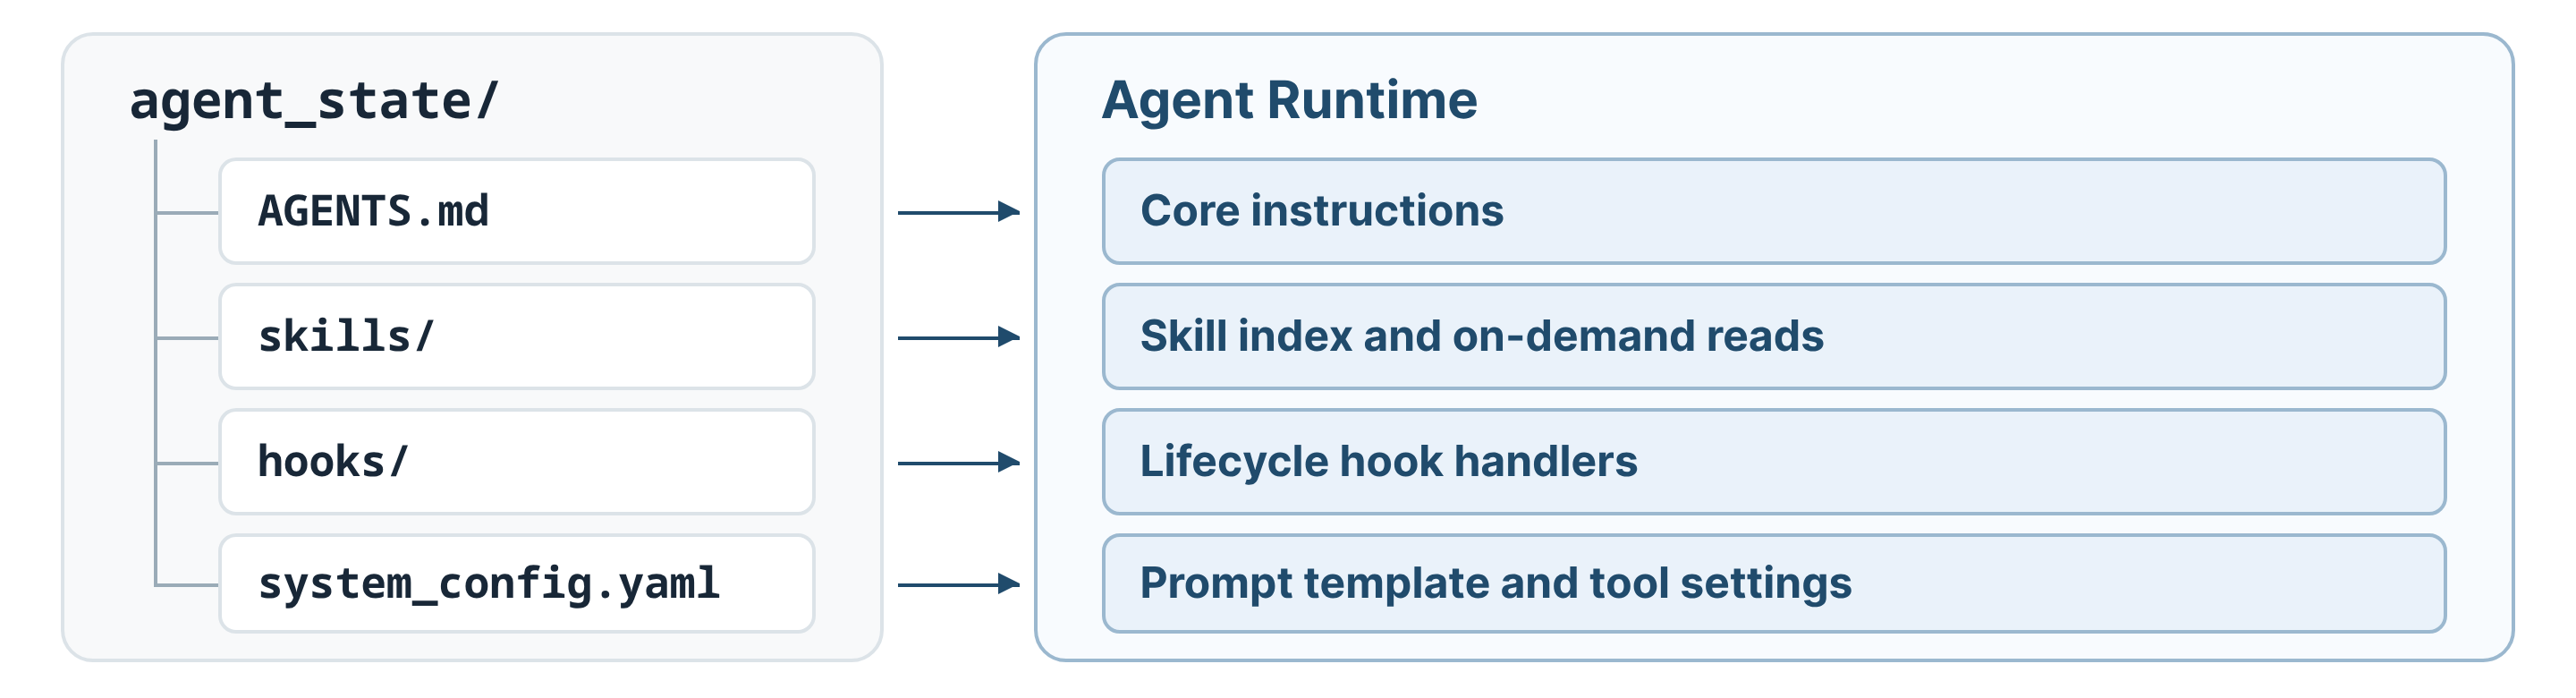 agent_state/
AGENTS.md
skills/
hooks/
system_config.yaml
Agent Runtime
Core instructions
Skill index and on-demand reads
Lifecycle hook handlers
Prompt template and tool settings